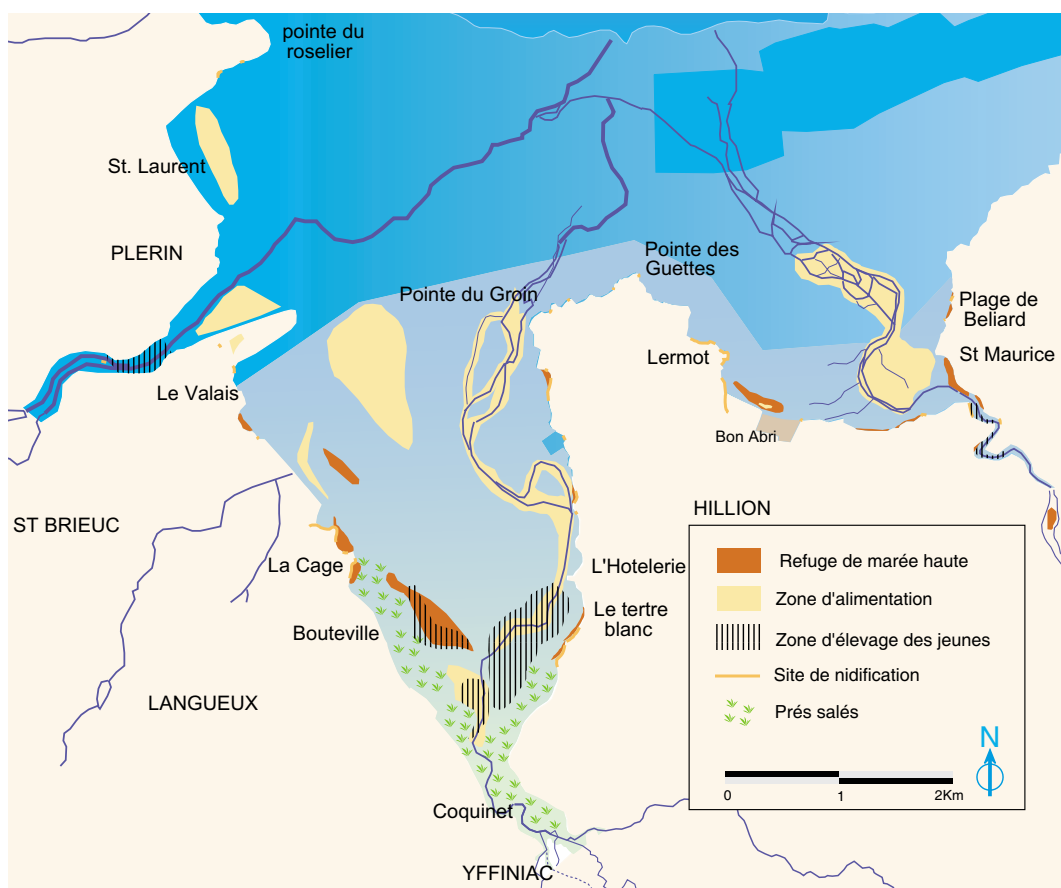 pointe du
roselier
St. Laurent
PLERIN
Pointe des
Guettes
Pointe du Groin
Plage de
Beliard
St Maurice
Lermot
Le Valais
Bon Abri
ST BRIEUC
HILLION
La Cage
L'Hotelerie
Bouteville
Le tertre
blanc
LANGUEUX
Coquinet
YFFINIAC
Refuge de marée haute
Zone d'alimentation
Zone d'élevage des jeunes
Site de nidification
Prés salés
N
0 1 2Km